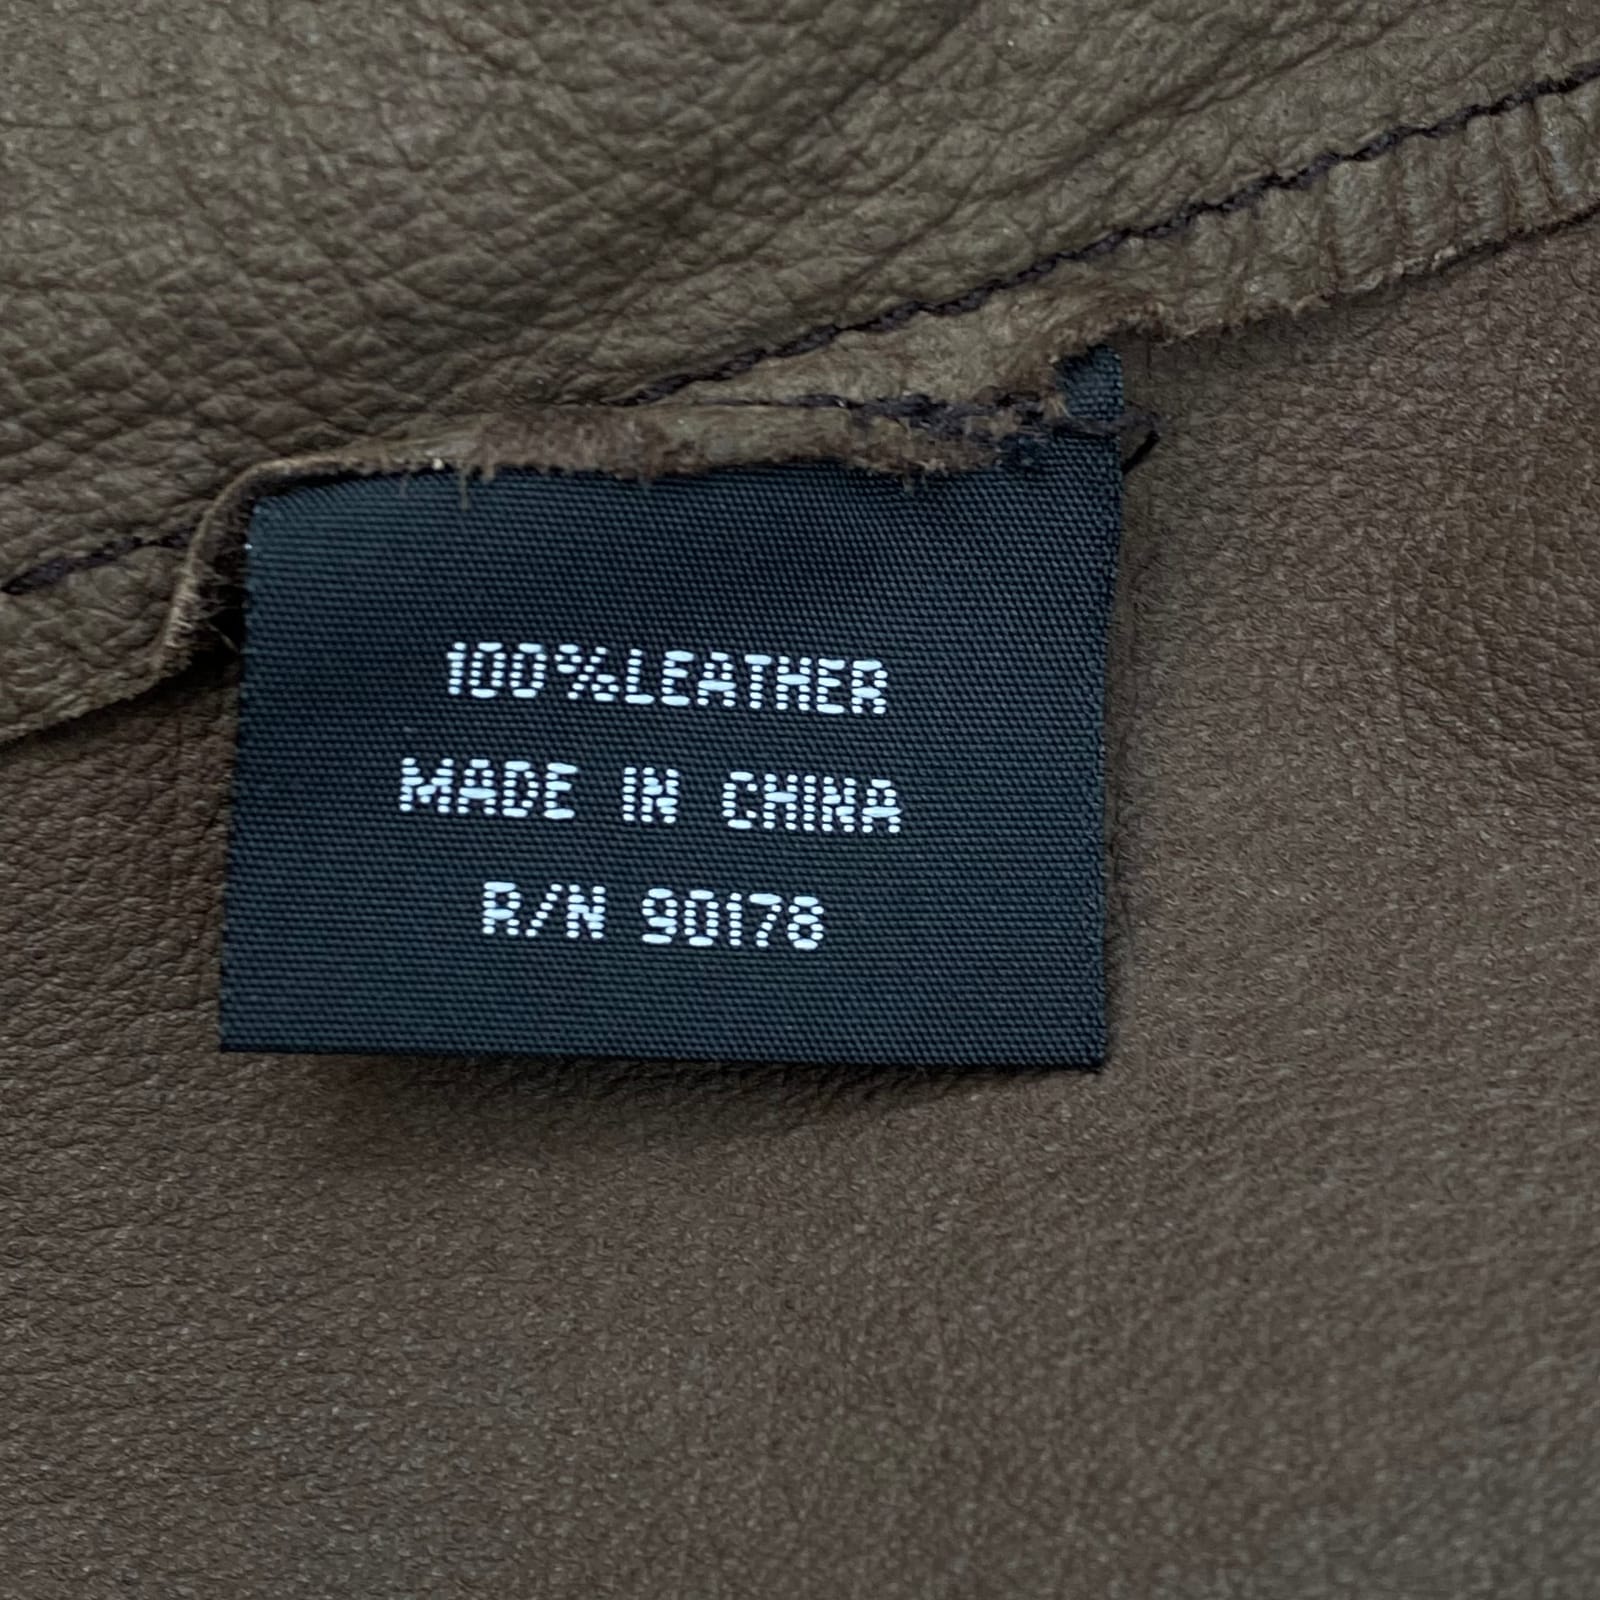 100%LEATHER
MADE IN CHINA
R/N 90178